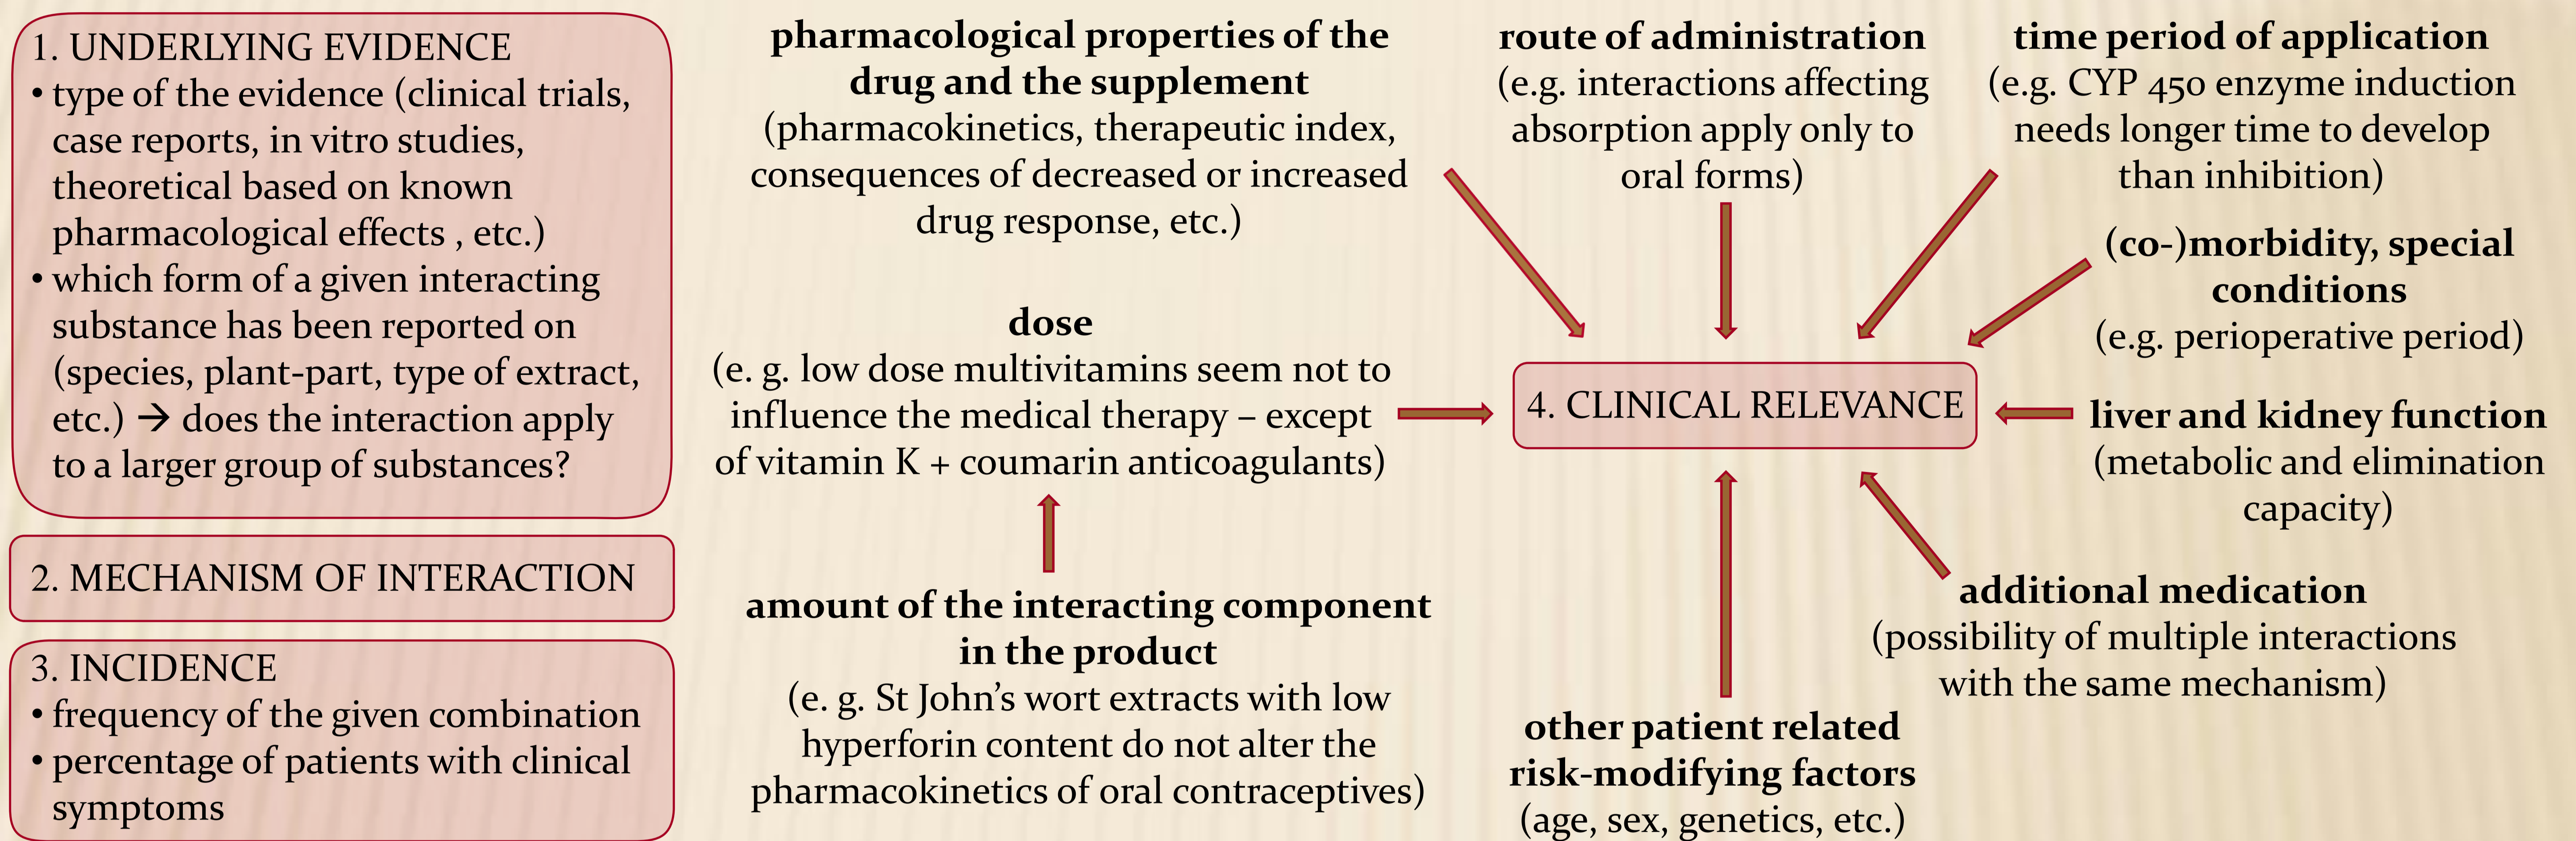 1. UNDERLYING EVIDENCE
• type of the evidence (clinical trials,
case reports, in vitro studies,
theoretical based on known
pharmacological effects , etc.)
• which form of a given interacting
substance has been reported on
(species, plant-part, type of extract,
etc.) → does the interaction apply
to a larger group of substances?
2. MECHANISM OF INTERACTION
3. INCIDENCE
• frequency of the given combination
• percentage of patients with clinical
symptoms
pharmacological properties of the
drug and the supplement
(pharmacokinetics, therapeutic index,
consequences of decreased or increased
drug response, etc.)
dose
(e. g. low dose multivitamins seem not to
influence the medical therapy – except
of vitamin K + coumarin anticoagulants)
amount of the interacting component
in the product
(e. g. St John’s wort extracts with low
hyperforin content do not alter the
pharmacokinetics of oral contraceptives)
route of administration
(e.g. interactions affecting
absorption apply only to
oral forms)
time period of application
(e.g. CYP 450 enzyme induction
needs longer time to develop
than inhibition)
(co-)morbidity, special
conditions
(e.g. perioperative period)
4. CLINICAL RELEVANCE
liver and kidney function
(metabolic and elimination
capacity)
additional medication
(possibility of multiple interactions
with the same mechanism)
other patient related
risk-modifying factors
(age, sex, genetics, etc.)